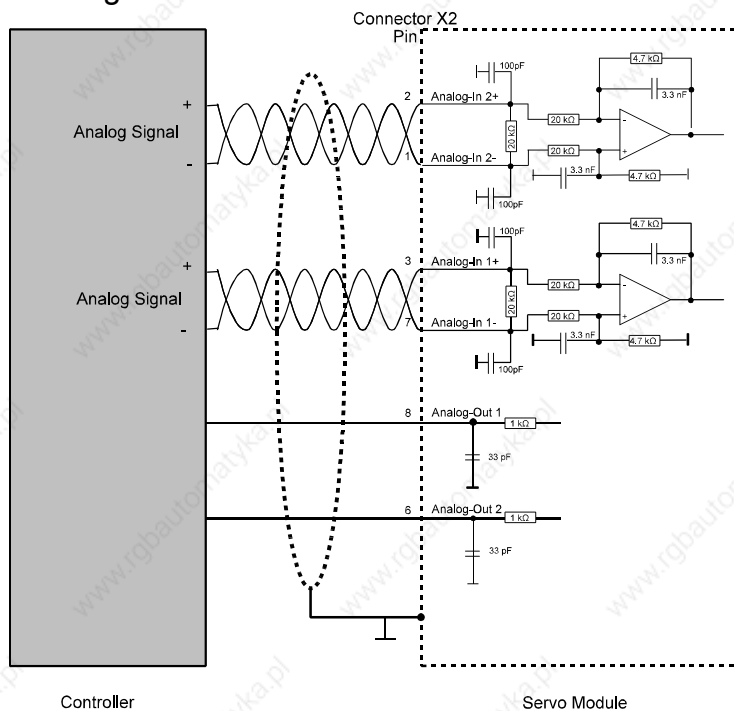 Connector X2
Pin
100pF
4.7 kΩ
3.3 nF
+
2
Analog-In 2+
20 kΩ
-
Analog Signal
20 kΩ
20 kΩ
+
-
1
Analog-In 2-
3.3 nF
4.7 kΩ
100pF
100pF
4.7 kΩ
3.3 nF
+
3
Analog-In 1+
20 kΩ
-
Analog Signal
20 kΩ
20 kΩ
+
-
7
Analog-In 1-
3.3 nF
4.7 kΩ
100pF
8
Analog-Out 1
1 kΩ
33 pF
6
Analog-Out 2
1 kΩ
33 pF
Controller
Servo Module
www.rgbautomatyka.pl